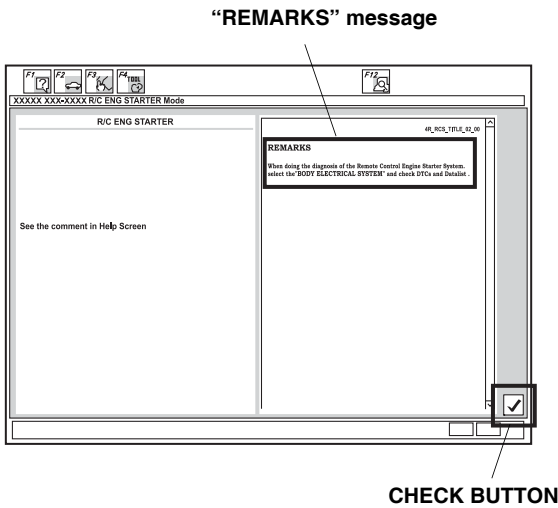 “REMARKS” message
F1
F2
F3
F4
TOOL
F12
XXXXX XXX-XXXX R/C ENG STARTER Mode
R/C ENG STARTER
See the comment in Help Screen
4R_RCS_TITLE_02_00
REMARKS
When doing the diagnosis of the Remote Control Engine Starter System.
select the"BODY ELECTRICAL SYSTEM" and check DTCs and Datalist .
CHECK BUTTON